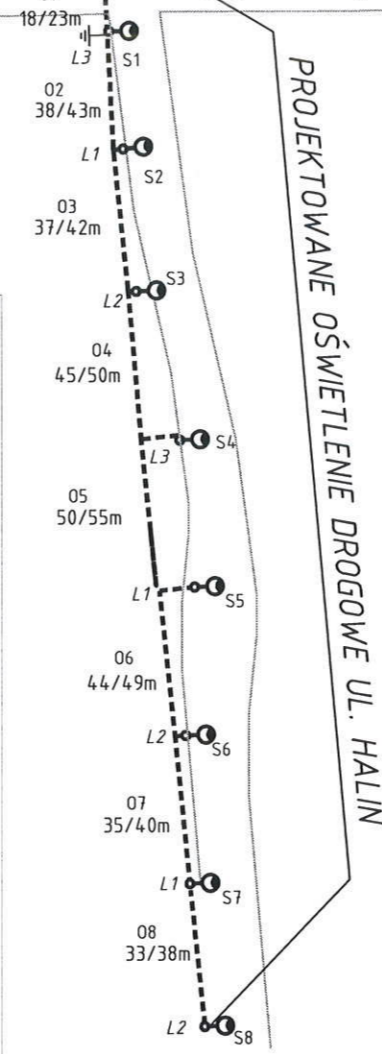 18/23m
L3
S1
02
38/43m
L1
S2
03
37/42m
S3
L2
04
45/50m
S4
L3
05
50/55m
L1
S5
06
44/49m
L2
S6
07
35/40m
L1
S7
08
33/38m
L2
S8
PROJEKTOWANE OŚWIETLENIE DROGOWE UL. HALIN